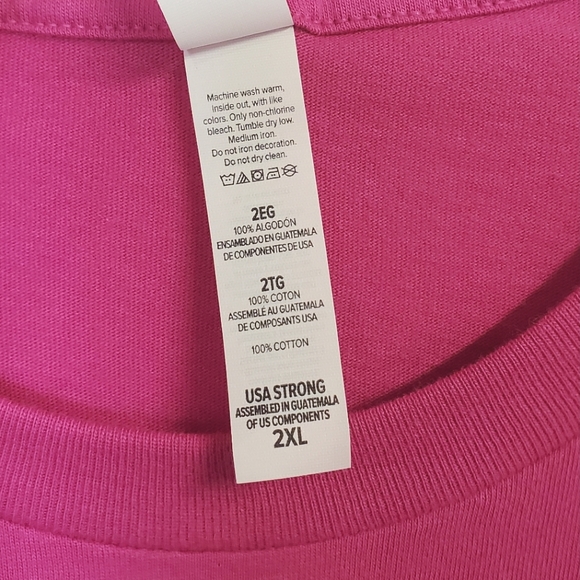 Machine wash warm,
inside out, with like
colors. Only non-chlorine
bleach. Tumble dry low.
Medium iron.
Do not iron decoration.
Do not dry clean.
2EG
100% ALGODÓN
ENSAMBLADO EN GUATEMALA
DE COMPONENTES DE USA
2TG
100% COTON
ASSEMBLÉ AU GUATEMALA
DE COMPOSANTS USA
100% COTTON
USA STRONG
ASSEMBLED IN GUATEMALA
OF US COMPONENTS
2XL